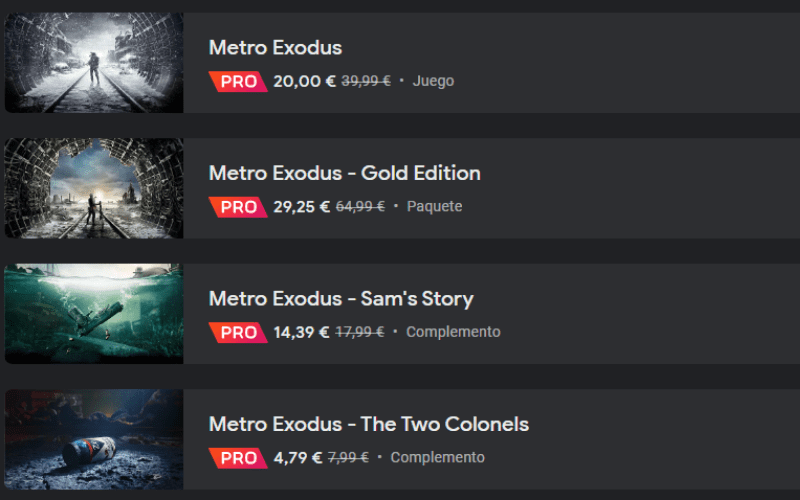 Metro Exodus
PRO 20,00 € 39,99 € • Juego
Metro Exodus - Gold Edition
PRO 29,25 € 64,99 € • Paquete
Metro Exodus - Sam's Story
PRO 14,39 € 17,99 € • Complemento
Metro Exodus - The Two Colonels
PRO 4,79 € 7,99 € • Complemento